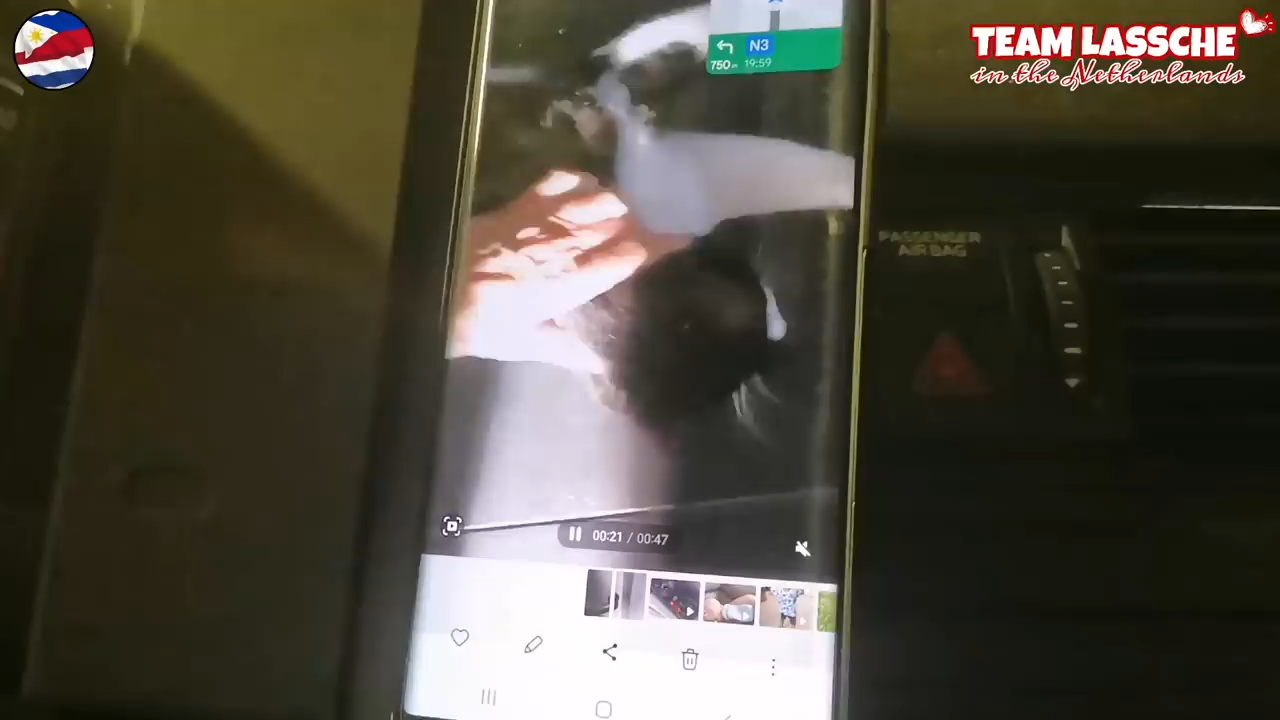 TEAM LASSCHE
in the Netherlands
N3
750 m 19:59
PASSENGER
AIR BAG
00:21 / 00:47